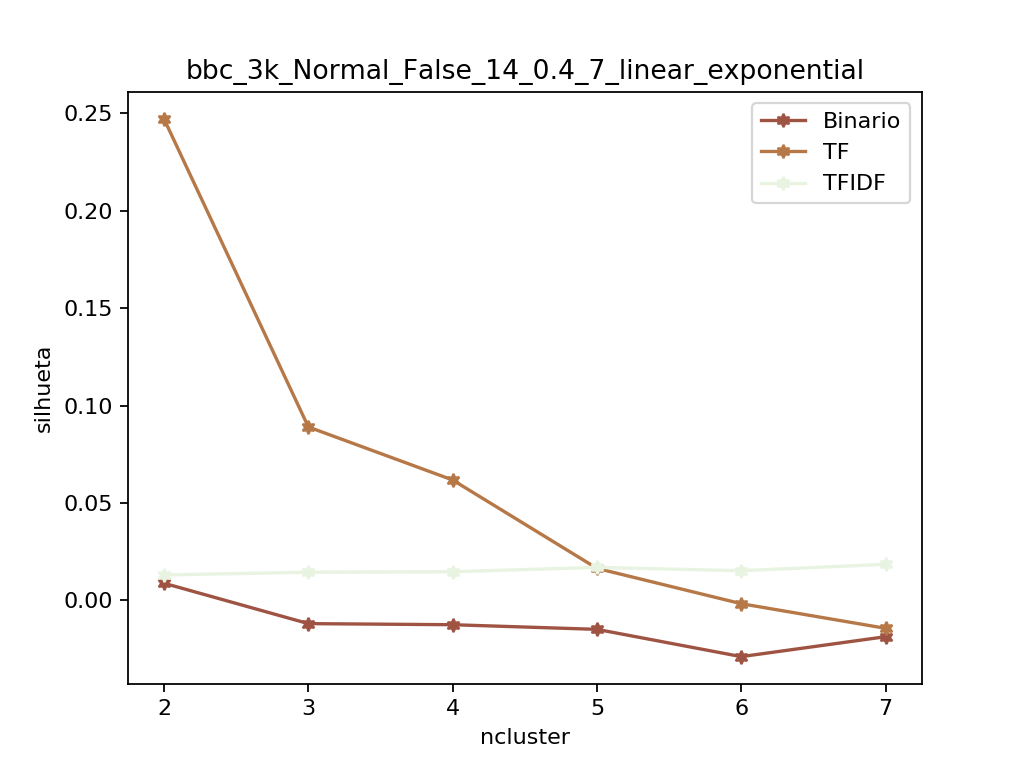 bbc_3k_Normal_False_14_0.4_7_linear_exponential
Binario
TF
TFIDF
0.25
0.20
0.15
0.10
0.05
0.00
silhueta
2 3 4 5 6 7
ncluster